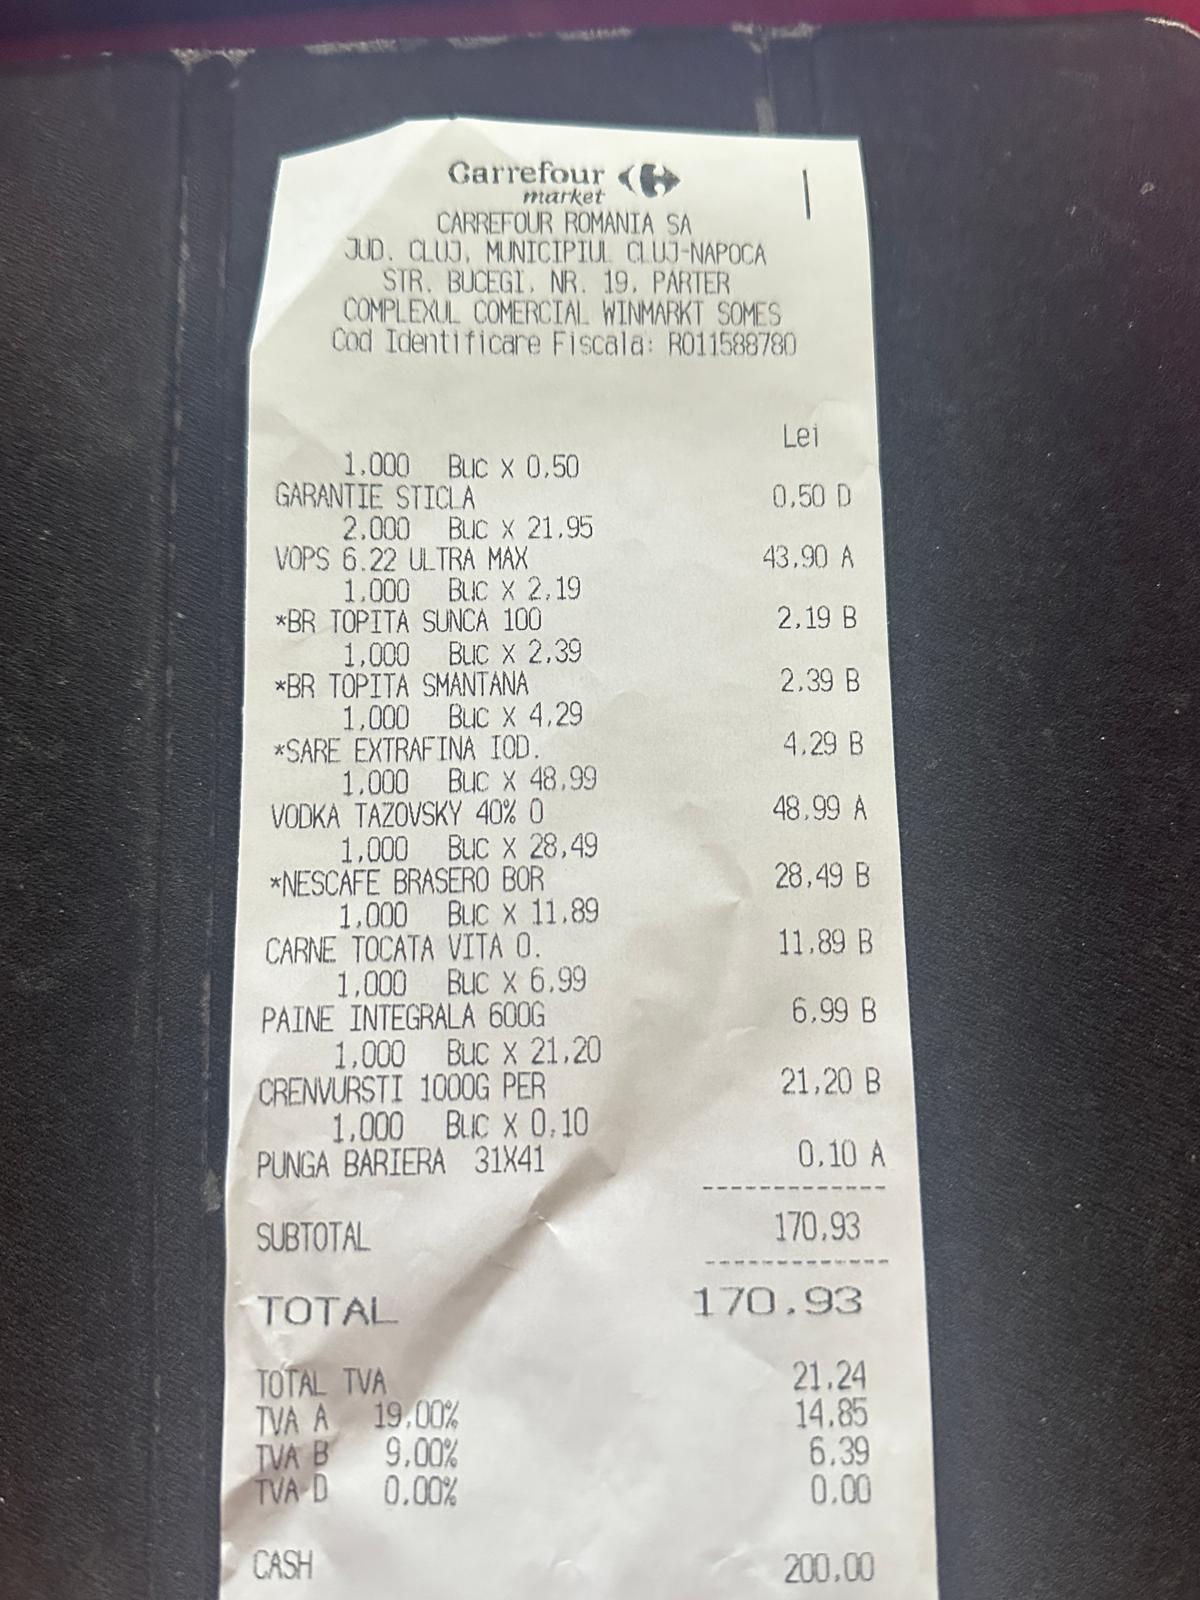 Carrefour
market
CARREFOUR ROMANIA SA
JUD. CLUJ, MUNICIPIUL CLUJ-NAPOCA
STR. BUCEGI, NR. 19, PARTER
COMPLEXUL COMERCIAL WINMARKT SOMES
Cod Identificare Fiscala: RO11588780
Lei
1,000 Buc X 0,50
GARANTIE STICLA 0,50 D
2,000 Buc X 21,95
VOPS 6.22 ULTRA MAX 43,90 A
1,000 Buc X 2,19
*BR TOPITA SUNCA 100 2,19 B
1,000 Buc X 2,39
*BR TOPITA SMANTANA 2,39 B
1,000 Buc X 4,29
*SARE EXTRAFINA IOD. 4,29 B
1,000 Buc X 48,99
VODKA TAZOVSKY 40% 0 48,99 A
1,000 Buc X 28,49
*NESCAFE BRASERO BOR 28,49 B
1,000 Buc X 11,89
CARNE TOCATA VITA O. 11,89 B
1,000 Buc X 6,99
PAINE INTEGRALA 600G 6,99 B
1,000 Buc X 21,20
CRENVURSTI 1000G PER 21,20 B
1,000 Buc X 0,10
PUNGA BARIERA 31X41 0,10 A
SUBTOTAL 170,93
TOTAL 170,93
TOTAL TVA 21,24
TVA A 19,00% 14,85
TVA B 9,00% 6,39
TVA D 0,00% 0,00
CASH 200,00